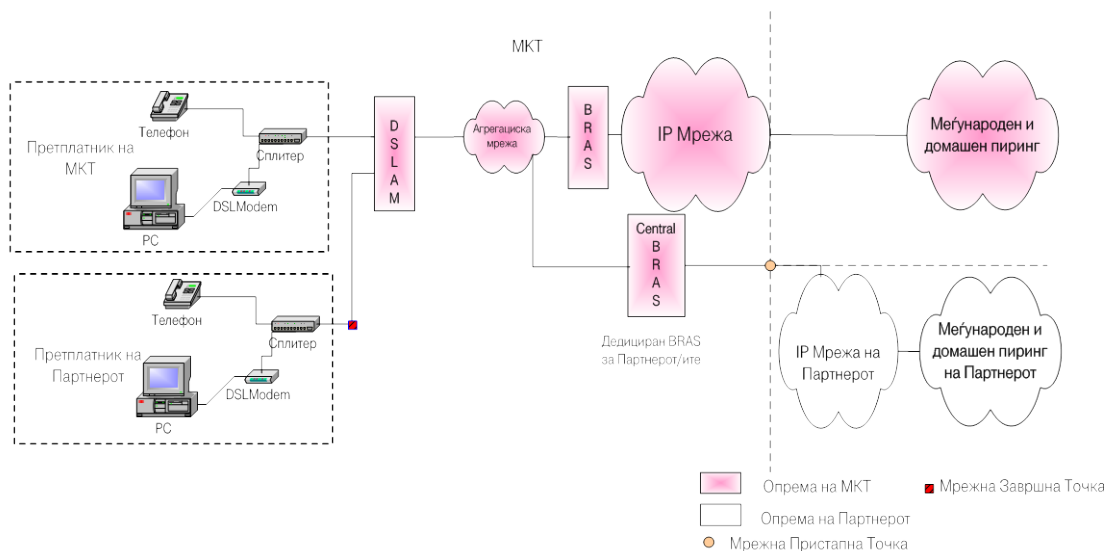 МКТ
Телефон
Претплатник на
МКТ
Сплитер
DSLModem
PC
D
S
L
A
M
Агрегациска
мрежа
B
R
A
S
IP Мрежа
Меѓународен и
домашен пиринг
Телефон
Претплатник на
Партнерот
Сплитер
DSLModem
PC
Central
B
R
A
S
Дедициран BRAS
за Партнерот/ите
IP Мрежа на
Партнерот
Меѓународен и
домашен пиринг
на Партнерот
Опрема на МКТ
Мрежна Завршна Точка
Опрема на Партнерот
Мрежна Пристапна Точка